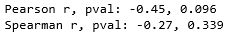 Pearson r, pval: -0.45, 0.096
Spearman r, pval: -0.27, 0.339